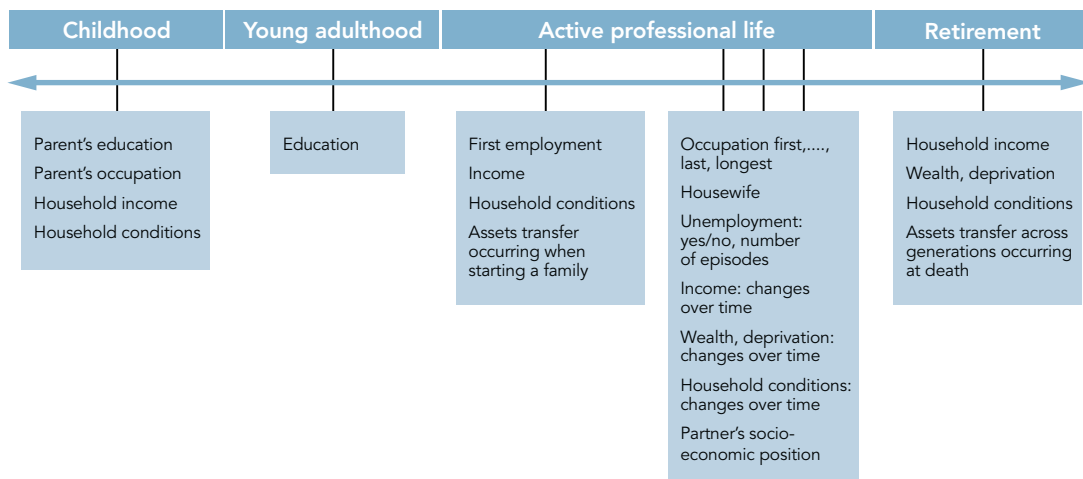 Childhood
Young adulthood
Active professional life
Retirement
Parent's education
Parent's occupation
Household income
Household conditions
Education
First employment
Income
Household conditions
Assets transfer
occurring when
starting a family
Occupation first,....,
last, longest
Housewife
Unemployment:
yes/no, number
of episodes
Income: changes
over time
Wealth, deprivation:
changes over time
Household conditions:
changes over time
Partner's socio-
economic position
Household income
Wealth, deprivation
Household conditions
Assets transfer across
generations occurring
at death